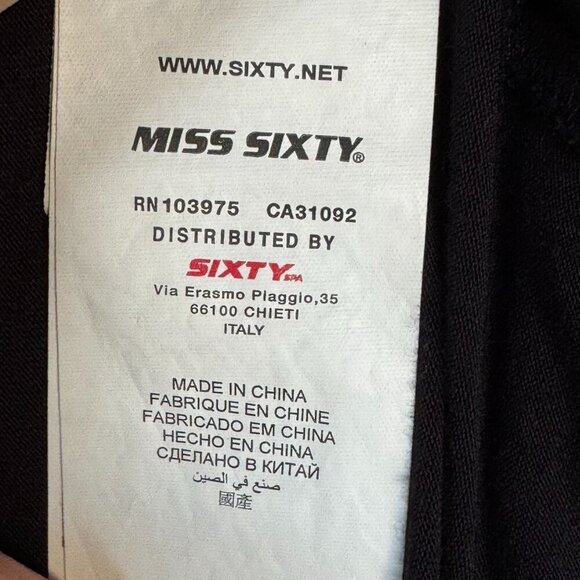 WWW.SIXTY.NET
MISS SIXTY®
RN103975 CA31092
DISTRIBUTED BY
SIXTY SPA
Via Erasmo Piaggio,35
66100 CHIETI
ITALY
MADE IN CHINA
FABRIQUE EN CHINE
FABRICADO EM CHINA
HECHO EN CHINA
СДЕЛАНО В КИТАЙ
صنع في الصين
國產